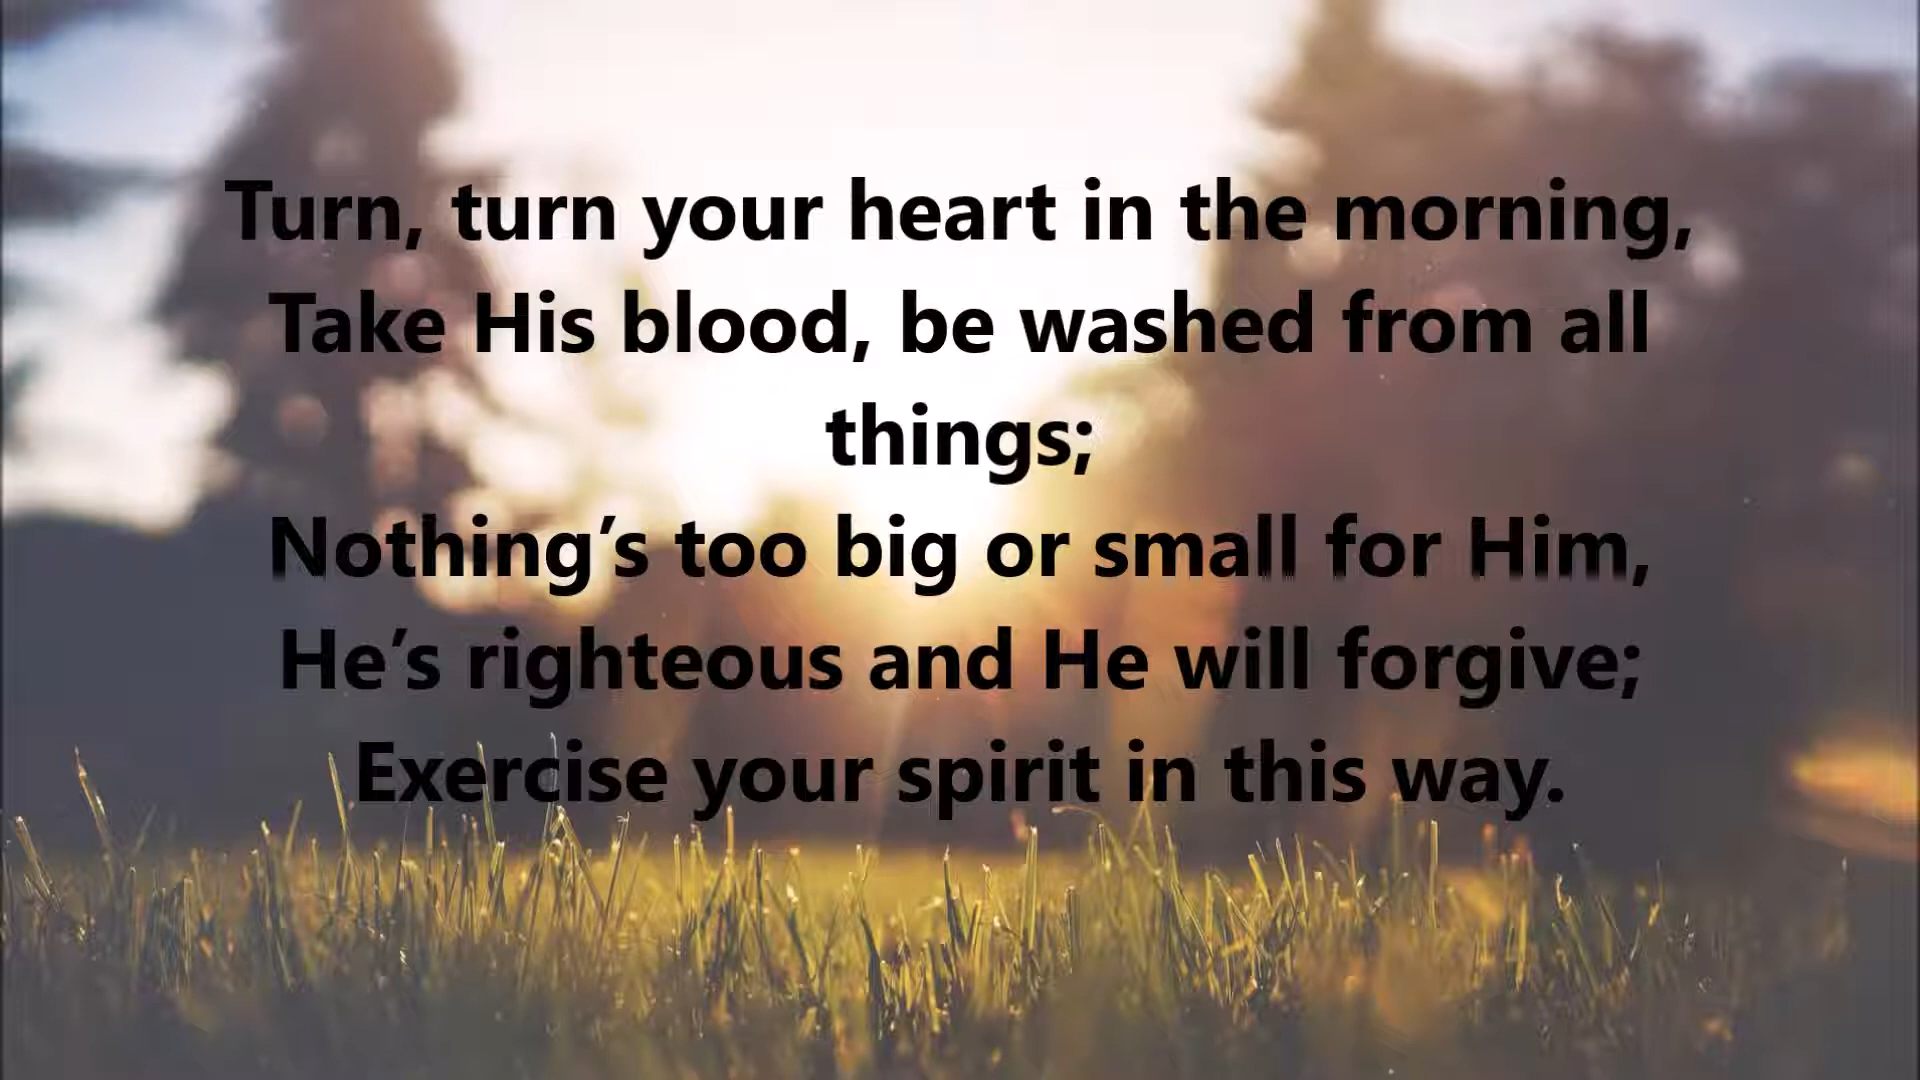 Turn, turn your heart in the morning,
Take His blood, be washed from all
things;
Nothing’s too big or small for Him,
He’s righteous and He will forgive;
Exercise your spirit in this way.